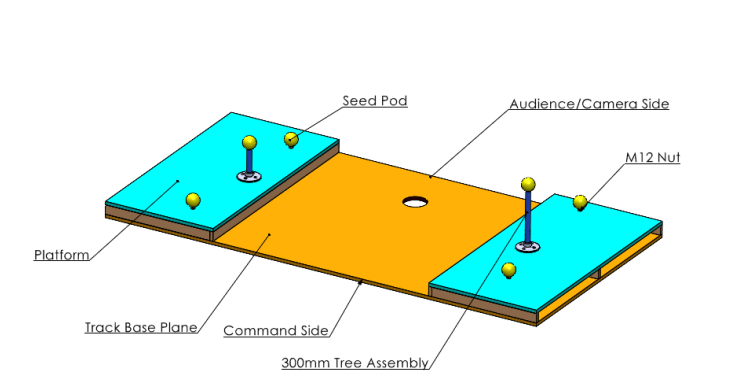 Seed Pod
Audience/Camera Side
M12 Nut
Platform
Track Base Plane
Command Side
300mm Tree Assembly